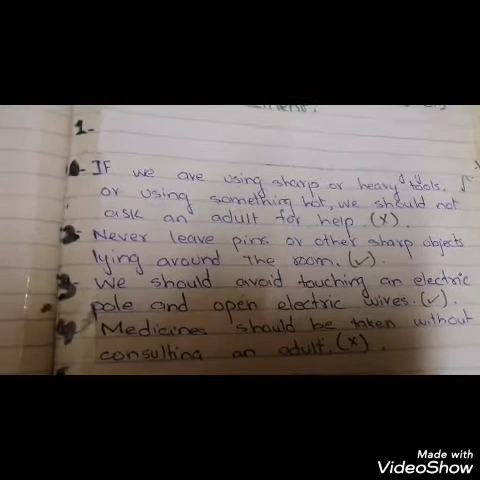 1-
1- IF we are using sharp or heavy tools.
or using something hot, we should not
ask an adult for help. (X).
2- Never leave pins or other sharp objects
lying around the room. (✓).
3- We should avoid touching an electric
pole and open electric wires. (✓).
4- Medicines should be taken without
consulting an adult. (X).
Made with
VideoShow